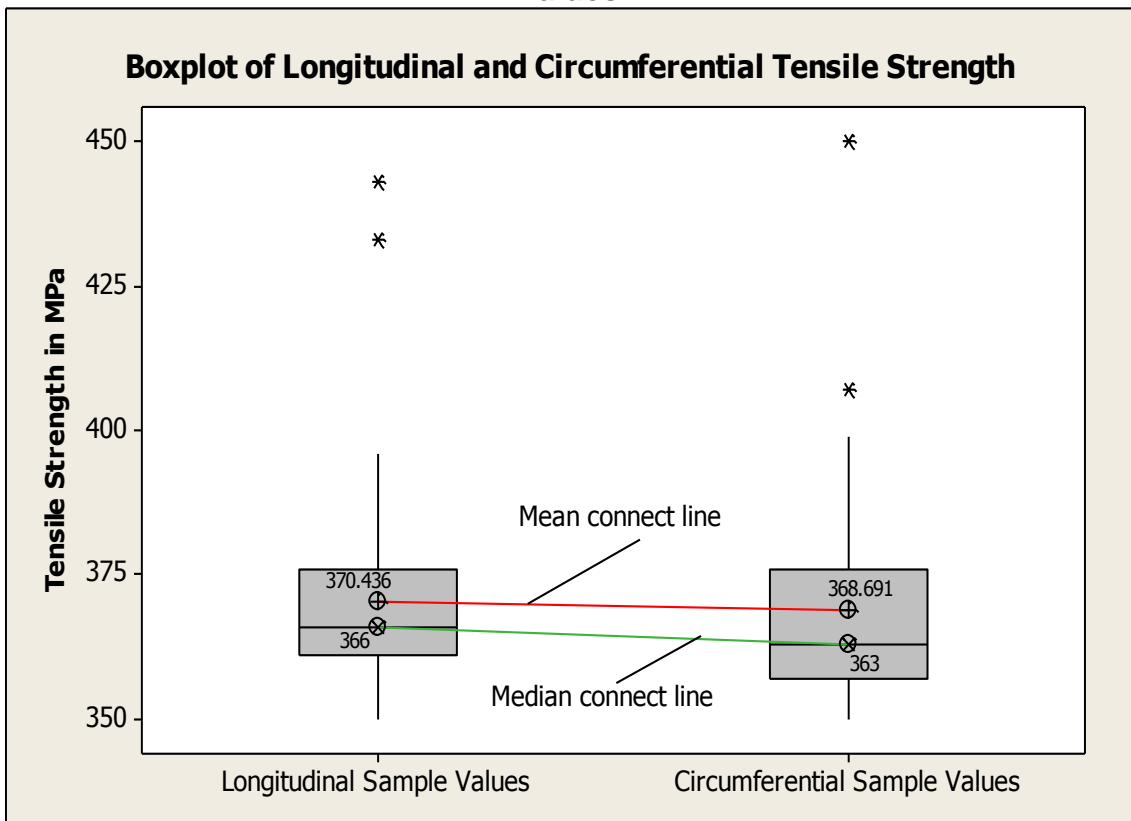 Boxplot of Longitudinal and Circumferential Tensile Strength
Tensile Strength in MPa
450
425
400
375
350
Mean connect line
370.436
368.691
366
363
Median connect line
Longitudinal Sample Values
Circumferential Sample Values